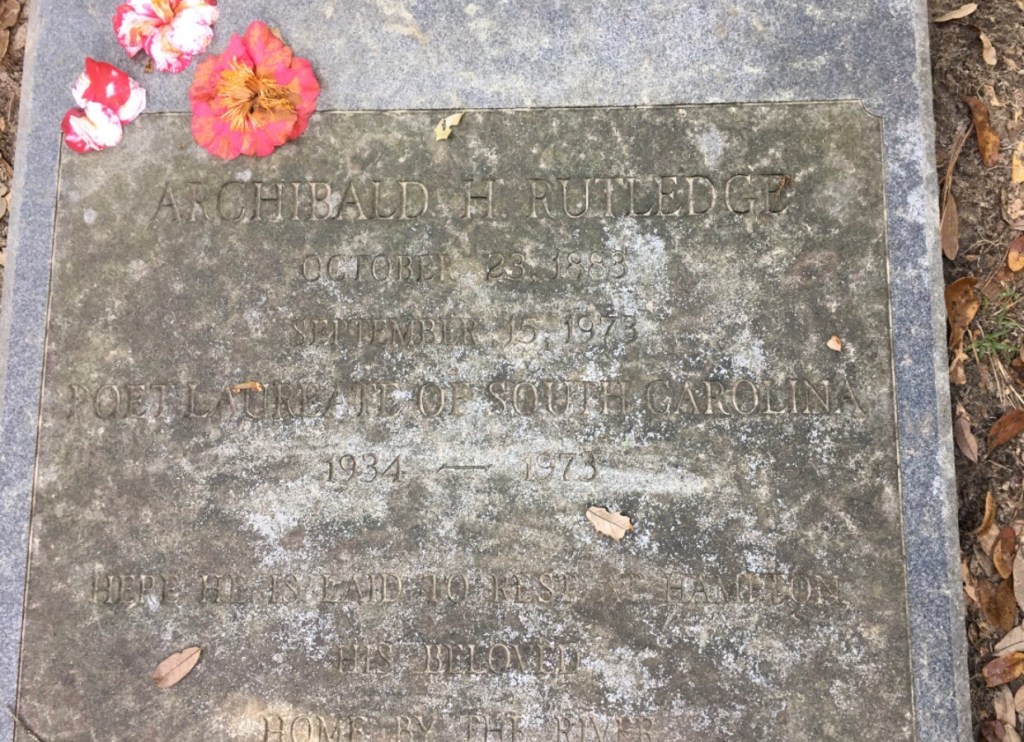 ARCHIBALD H. RUTLEDGE
OCTOBER 23, 1883
SEPTEMBER 15, 1973
POET LAUREATE OF SOUTH CAROLINA
1934 — 1973
HERE HE IS LAID TO REST AT HAMPTON
HIS BELOVED
HOME BY THE RIVER